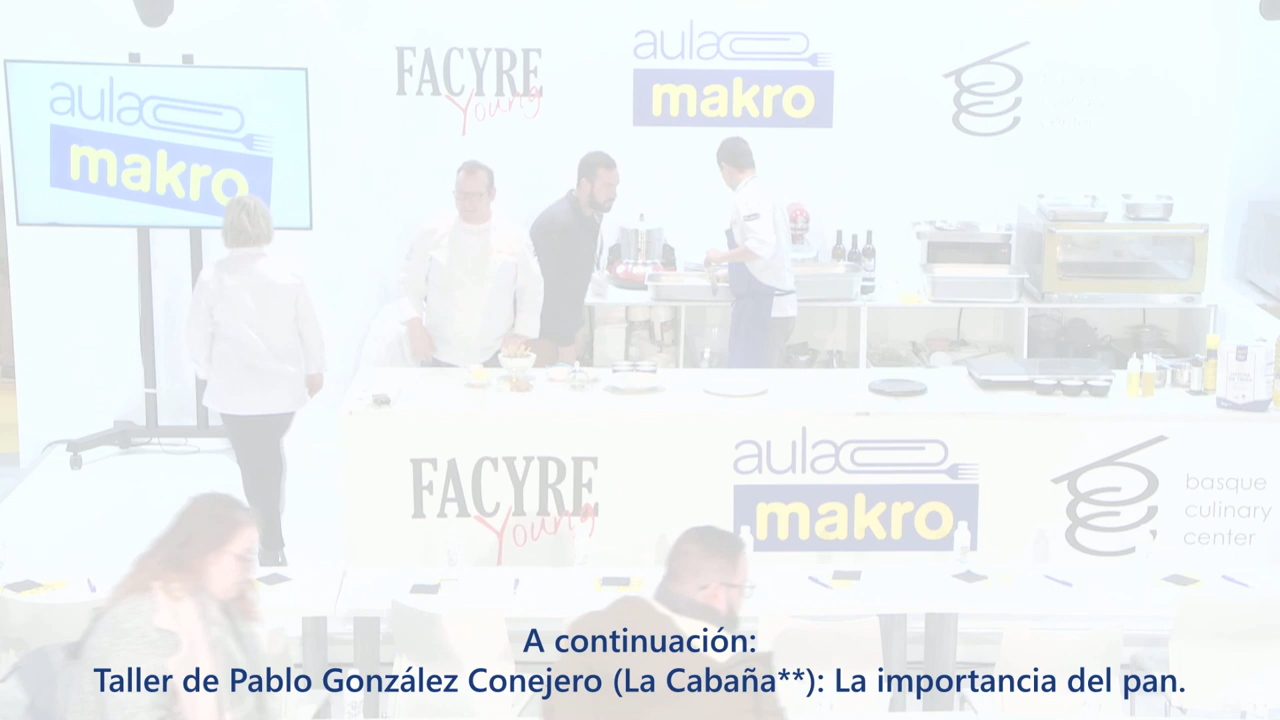 FACYRE
Young
aula
makro
aula
makro
center
FACYRE
Young
aula
makro
basque
culinary
center
A continuación:
Taller de Pablo González Conejero (La Cabaña**): La importancia del pan.